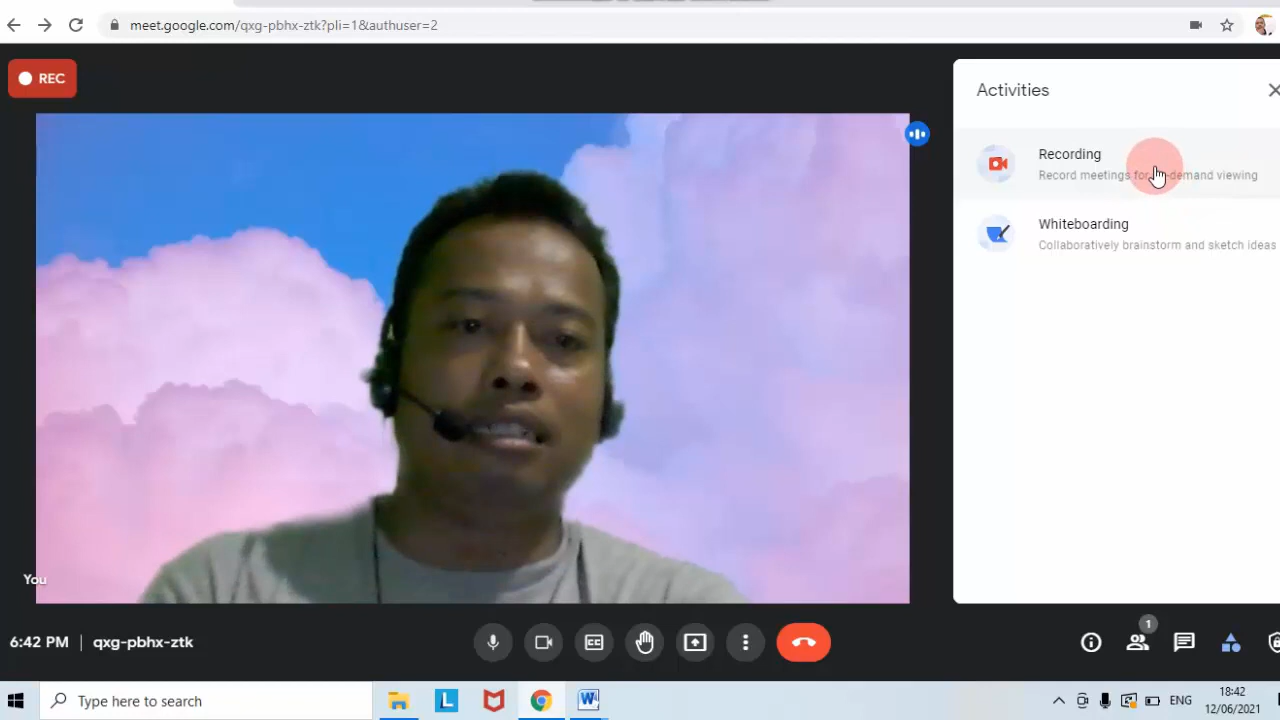 meet.google.com/qxg-pbhx-ztk?pli=1&authuser=2
REC
Activities
Recording
Record meetings for demand viewing
Whiteboarding
Collaboratively brainstorm and sketch ideas
You
1
6:42 PM | qxg-pbhx-ztk
Type here to search
L
W
ENG
18:42
12/06/2021